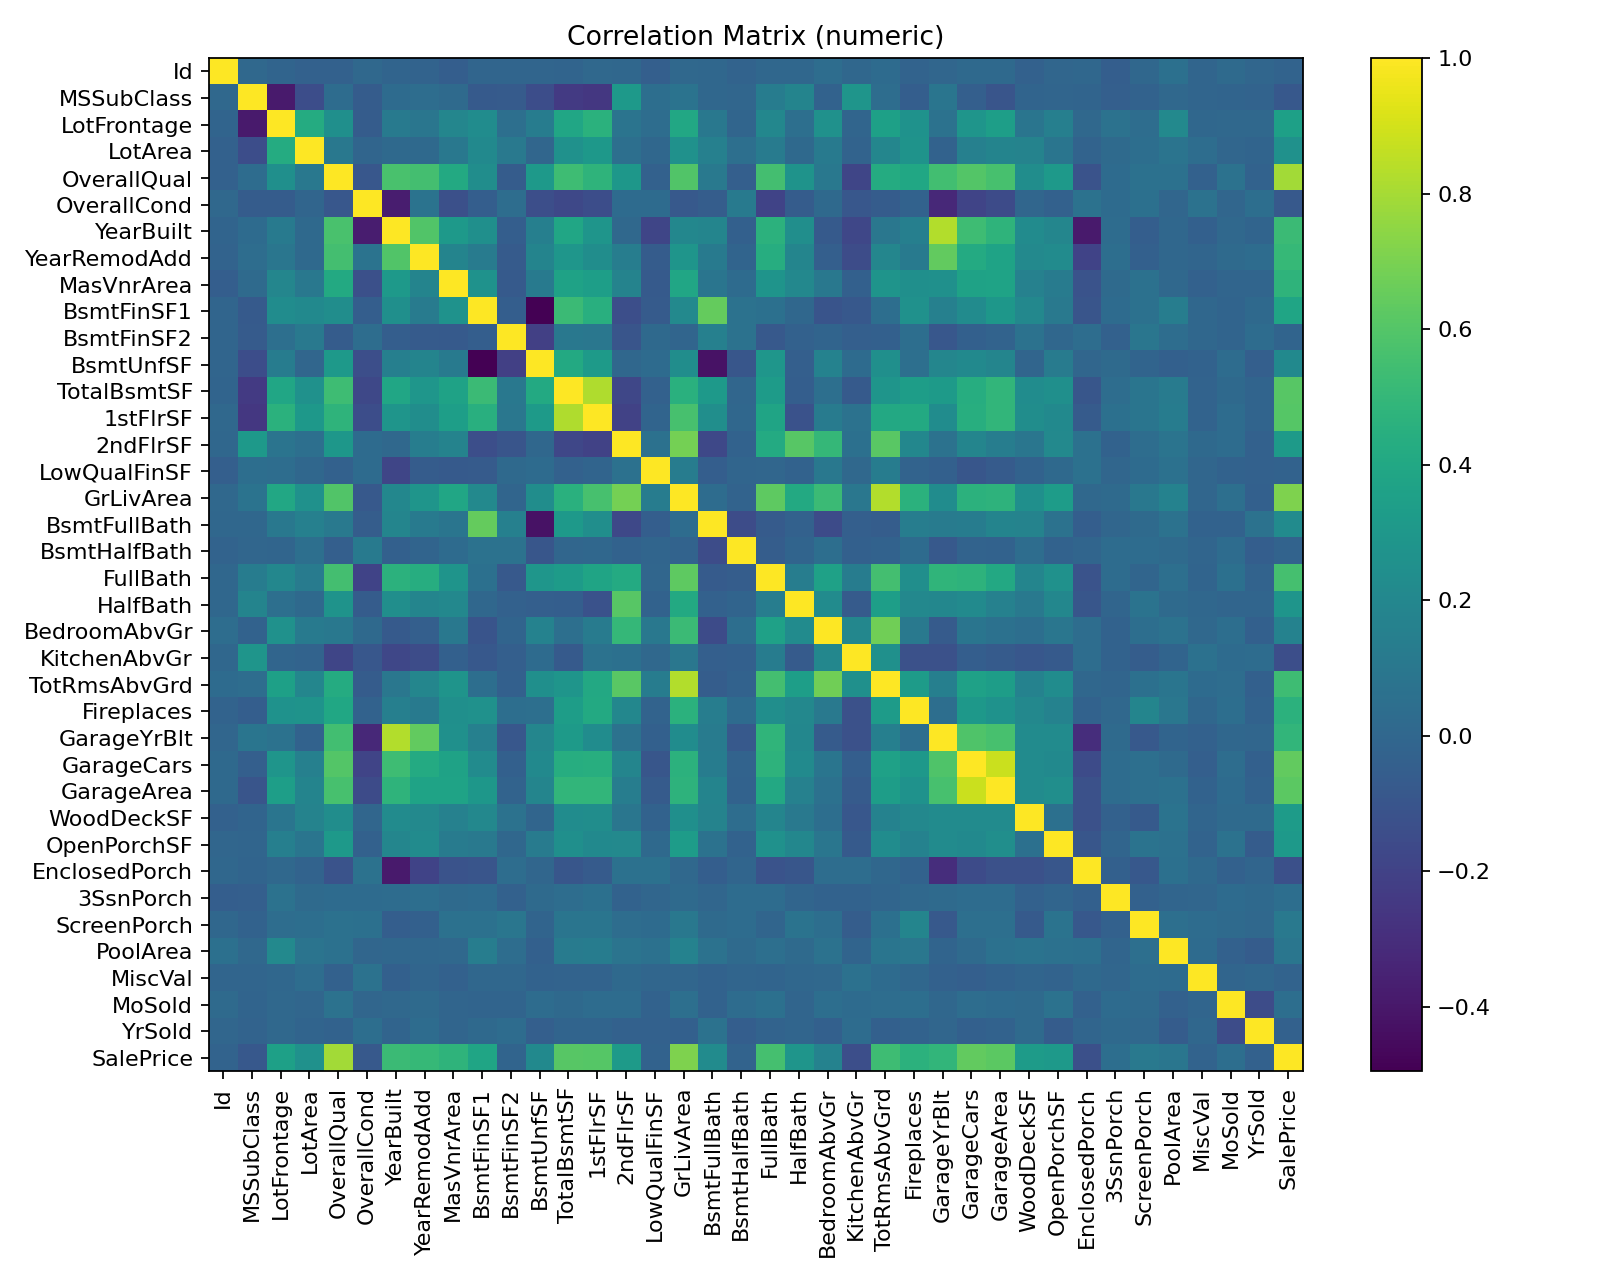 Correlation Matrix (numeric)
Id
MSSubClass
LotFrontage
LotArea
OverallQual
OverallCond
YearBuilt
YearRemodAdd
MasVnrArea
BsmtFinSF1
BsmtFinSF2
BsmtUnfSF
TotalBsmtSF
1stFlrSF
2ndFlrSF
LowQualFinSF
GrLivArea
BsmtFullBath
BsmtHalfBath
FullBath
HalfBath
BedroomAbvGr
KitchenAbvGr
TotRmsAbvGrd
Fireplaces
GarageYrBlt
GarageCars
GarageArea
WoodDeckSF
OpenPorchSF
EnclosedPorch
3SsnPorch
ScreenPorch
PoolArea
MiscVal
MoSold
YrSold
SalePrice
Id
MSSubClass
LotFrontage
LotArea
OverallQual
OverallCond
YearBuilt
YearRemodAdd
MasVnrArea
BsmtFinSF1
BsmtFinSF2
BsmtUnfSF
TotalBsmtSF
1stFlrSF
2ndFlrSF
LowQualFinSF
GrLivArea
BsmtFullBath
BsmtHalfBath
FullBath
HalfBath
BedroomAbvGr
KitchenAbvGr
TotRmsAbvGrd
Fireplaces
GarageYrBlt
GarageCars
GarageArea
WoodDeckSF
OpenPorchSF
EnclosedPorch
3SsnPorch
ScreenPorch
PoolArea
MiscVal
MoSold
YrSold
SalePrice
1.0
0.8
0.6
0.4
0.2
0.0
−0.2
−0.4